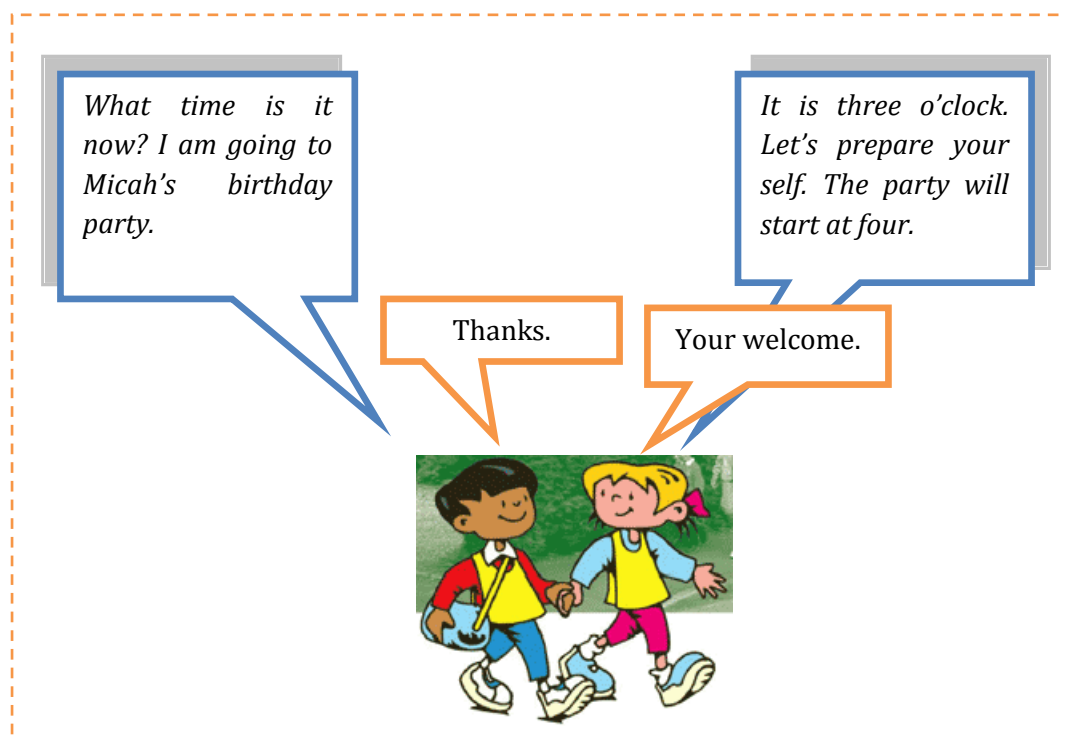 What time is it
now? I am going to
Micah's birthday
party.
It is three o’clock.
Let’s prepare your
self. The party will
start at four.
Thanks.
Your welcome.